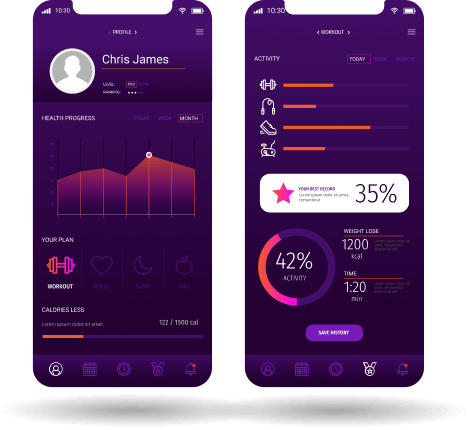 10:30
‹ PROFILE ›
Chris James
LEVEL: PRO
RANKING:
HEALTH PROGRESS
TODAY WEEK MONTH
YOUR PLAN
WORKOUT PULSE SLEEP DIET
CALORIES LESS
Lorem ipsum dolor sit amet.
122 / 1500 cal
10:30
‹ WORKOUT ›
ACTIVITY
TODAY WEEK MONTH
YOUR BEST RECORD
Lorem ipsum dolor sit amet,
consectetur
35%
42%
ACTIVITY
WEIGHT LOSE
1200
kcal
TIME
1:20
min
SAVE HISTORY